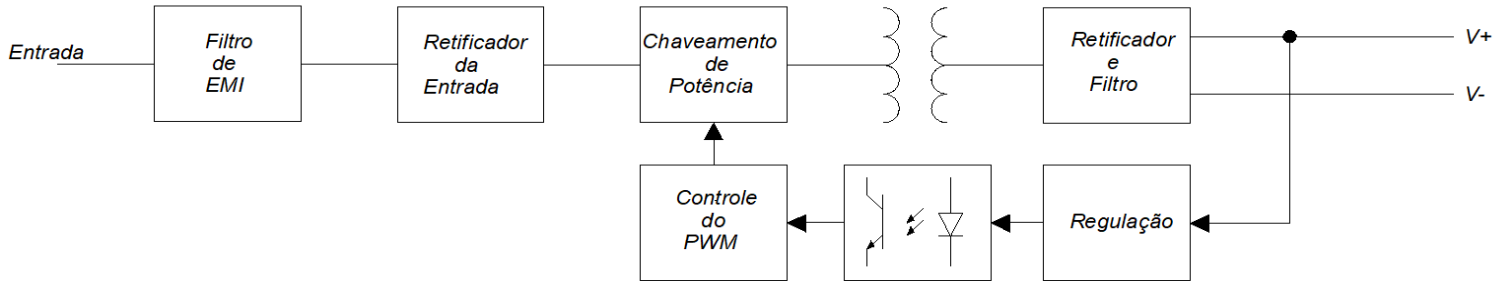 Entrada
Filtro
de
EMI
Retificador
da
Entrada
Chaveamento
de
Potência
Retificador
e
Filtro
V+
V-
Controle
do
PWM
Regulação